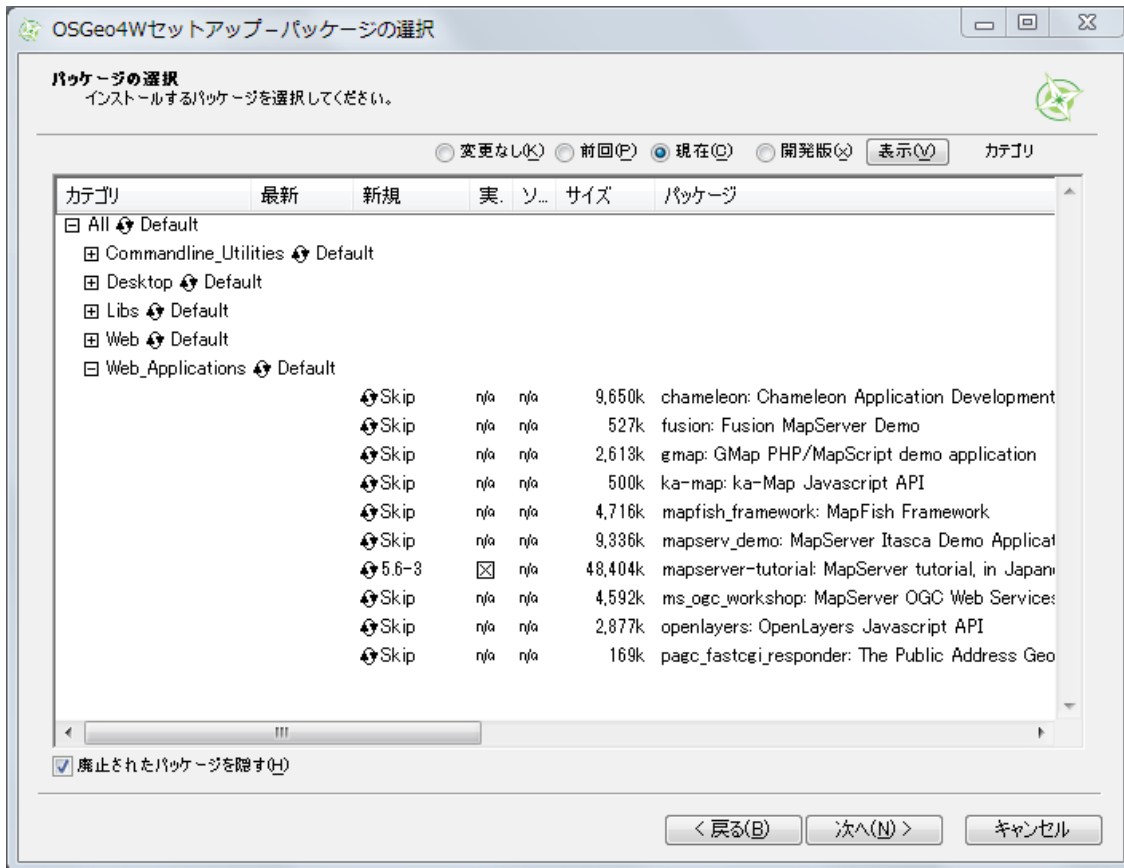 OSGeo4Wセットアップ－パッケージの選択
パッケージの選択
インストールするパッケージを選択してください。
変更なし(K) 前回(P) 現在(C) 開発版(x) 表示(V) カテゴリ
カテゴリ 最新 新規 実. ソ... サイズ パッケージ
All Default
Commandline_Utilities Default
Desktop Default
Libs Default
Web Default
Web_Applications Default
Skip n/a n/a 9,650k chameleon: Chameleon Application Development
Skip n/a n/a 527k fusion: Fusion MapServer Demo
Skip n/a n/a 2,613k gmap: GMap PHP/MapScript demo application
Skip n/a n/a 500k ka-map: ka-Map Javascript API
Skip n/a n/a 4,716k mapfish_framework: MapFish Framework
Skip n/a n/a 9,336k mapserv_demo: MapServer Itasca Demo Applicat
5.6-3 n/a 48,404k mapserver-tutorial: MapServer tutorial, in Japan
Skip n/a n/a 4,592k ms_ogc_workshop: MapServer OGC Web Services
Skip n/a n/a 2,877k openlayers: OpenLayers Javascript API
Skip n/a n/a 169k pagc_fastcgi_responder: The Public Address Geo
廃止されたパッケージを隠す(H)
< 戻る(B) 次へ(N) > キャンセル